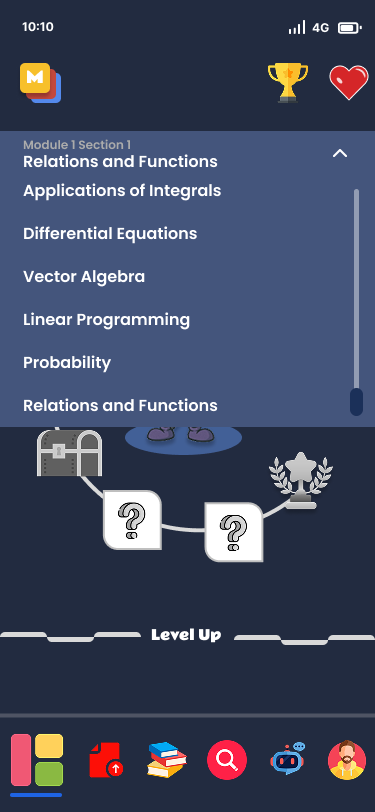 10:10
4G
M
Module 1 Section 1
Relations and Functions
Applications of Integrals
Differential Equations
Vector Algebra
Linear Programming
Probability
Relations and Functions
?
?
Level Up